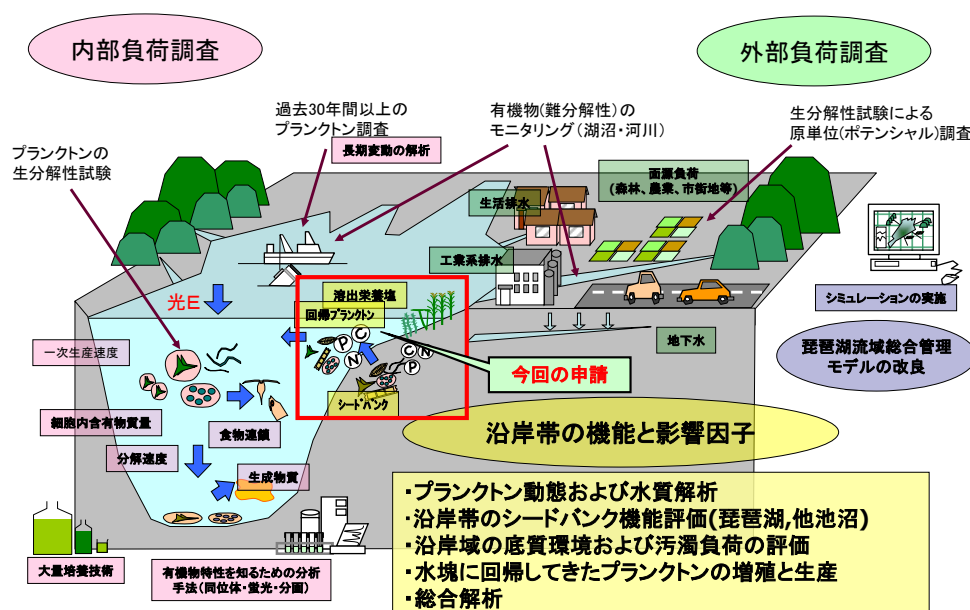 内部負荷調査
外部負荷調査
過去30年間以上の
プランクトン調査
長期変動の解析
有機物(難分解性)の
モニタリング(湖沼・河川)
生分解性試験による
原単位(ポテンシャル)調査
プランクトンの
生分解性試験
面源負荷
(森林、農業、市街地等)
生活排水
工業系排水
光E
溶出栄養塩
回帰プランクトン
P
C
N
C
N
P
シードバンク
シミュレーションの実施
地下水
琵琶湖流域総合管理
モデルの改良
今回の申請
一次生産速度
細胞内含有物質量
食物連鎖
分解速度
生成物質
沿岸帯の機能と影響因子
・プランクトン動態および水質解析
・沿岸帯のシードバンク機能評価(琵琶湖,他池沼)
・沿岸域の底質環境および汚濁負荷の評価
・水塊に回帰してきたプランクトンの増殖と生産
・総合解析
大量培養技術
有機物特性を知るための分析
手法(同位体・蛍光・分画)